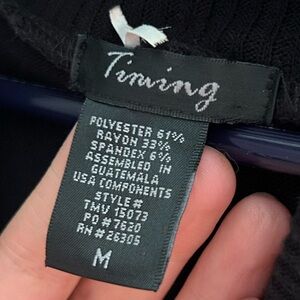 Timing
POLYESTER 61%
RAYON 33%
SPANDEX 6%
ASSEMBLED IN
GUATEMALA
USA COMPONENTS
STYLE#
TMV 15073
PO #7620
RN# 26305
M